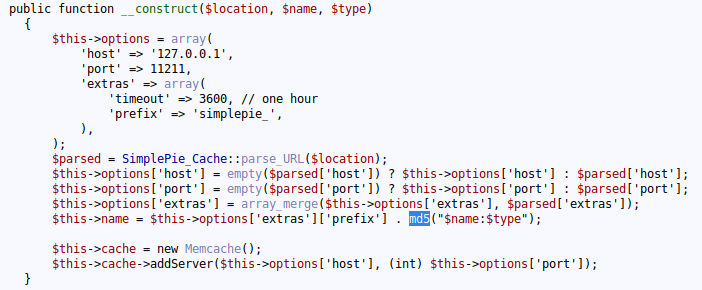 public function __construct($location, $name, $type)
{
$this->options = array(
'host' => '127.0.0.1',
'port' => 11211,
'extras' => array(
'timeout' => 3600, // one hour
'prefix' => 'simplepie_',
),
);
$parsed = SimplePie_Cache::parse_URL($location);
$this->options['host'] = empty($parsed['host']) ? $this->options['host'] : $parsed['host'];
$this->options['port'] = empty($parsed['port']) ? $this->options['port'] : $parsed['port'];
$this->options['extras'] = array_merge($this->options['extras'], $parsed['extras']);
$this->name = $this->options['extras']['prefix'] . md5("$name:$type");
$this->cache = new Memcache();
$this->cache->addServer($this->options['host'], (int) $this->options['port']);
}